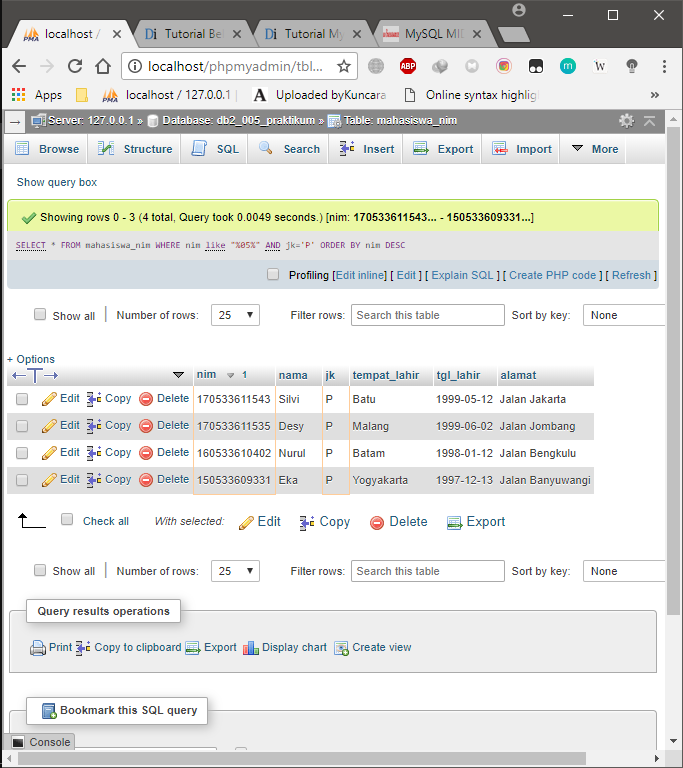 localhost / Tutorial Be Tutorial My MySQL MID
localhost/phpmyadmin/tbl... ABP m W
Apps localhost / 127.0.0.1 Uploaded byKuncara Online syntax highlig »
Server: 127.0.0.1 » Database: db2_005_praktikum » Table: mahasiswa_nim
Browse Structure SQL Search Insert Export Import More
Show query box
Showing rows 0 - 3 (4 total, Query took 0.0049 seconds.) [nim: 170533611543... - 150533609331...]
SELECT * FROM mahasiswa_nim WHERE nim like "%05%" AND jk='P' ORDER BY nim DESC
Profiling [Edit inline] [ Edit ] [ Explain SQL ] [ Create PHP code ] [ Refresh ]
Show all Number of rows: 25 Filter rows: Search this table Sort by key: None
+ Options
nim 1 nama jk tempat_lahir tgl_lahir alamat
Edit Copy Delete 170533611543 Silvi P Batu 1999-05-12 Jalan Jakarta
Edit Copy Delete 170533611535 Desy P Malang 1999-06-02 Jalan Jombang
Edit Copy Delete 160533610402 Nurul P Batam 1998-01-12 Jalan Bengkulu
Edit Copy Delete 150533609331 Eka P Yogyakarta 1997-12-13 Jalan Banyuwangi
Check all With selected: Edit Copy Delete Export
Show all Number of rows: 25 Filter rows: Search this table Sort by key: None
Query results operations
Print Copy to clipboard Export Display chart Create view
Bookmark this SQL query
Console